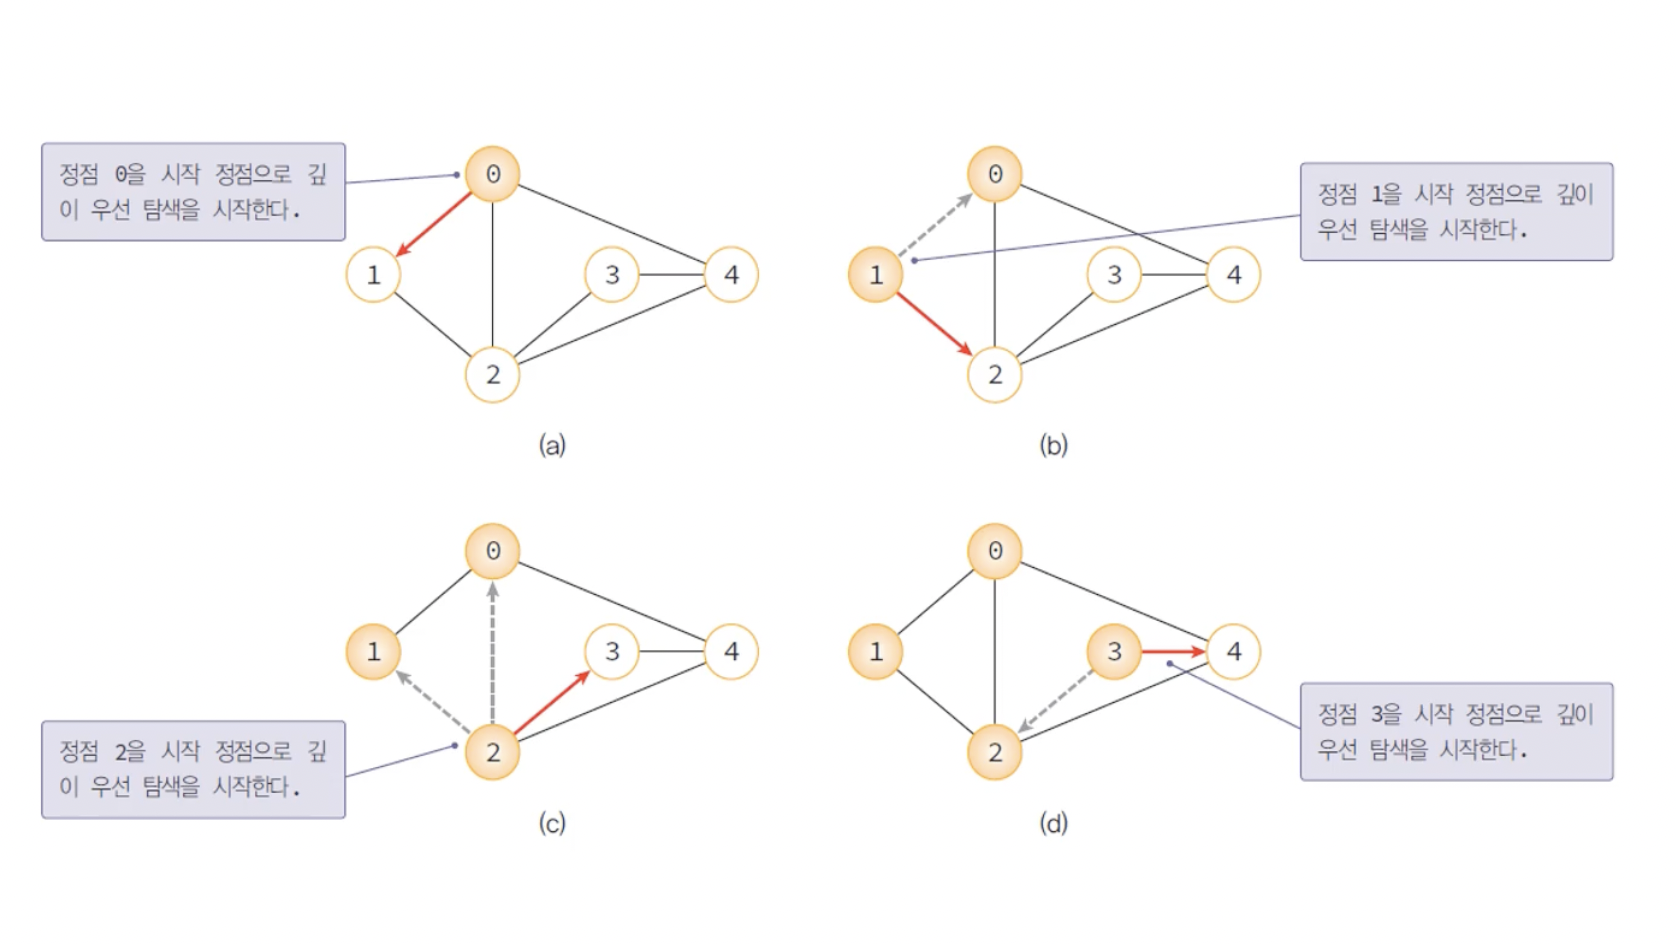 정점 0을 시작 정점으로 깊
이 우선 탐색을 시작한다.
0
1
3
4
2
(a)
0
1
3
4
2
(b)
정점 1을 시작 정점으로 깊이
우선 탐색을 시작한다.
0
1
3
4
2
정점 2을 시작 정점으로 깊
이 우선 탐색을 시작한다.
(c)
0
1
3
4
2
(d)
정점 3을 시작 정점으로 깊이
우선 탐색을 시작한다.